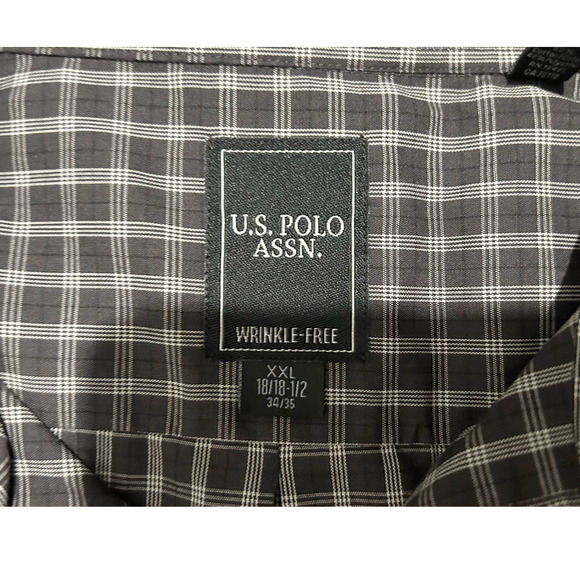 U.S. POLO
ASSN.
WRINKLE-FREE
XXL
18/18-1/2
34/35